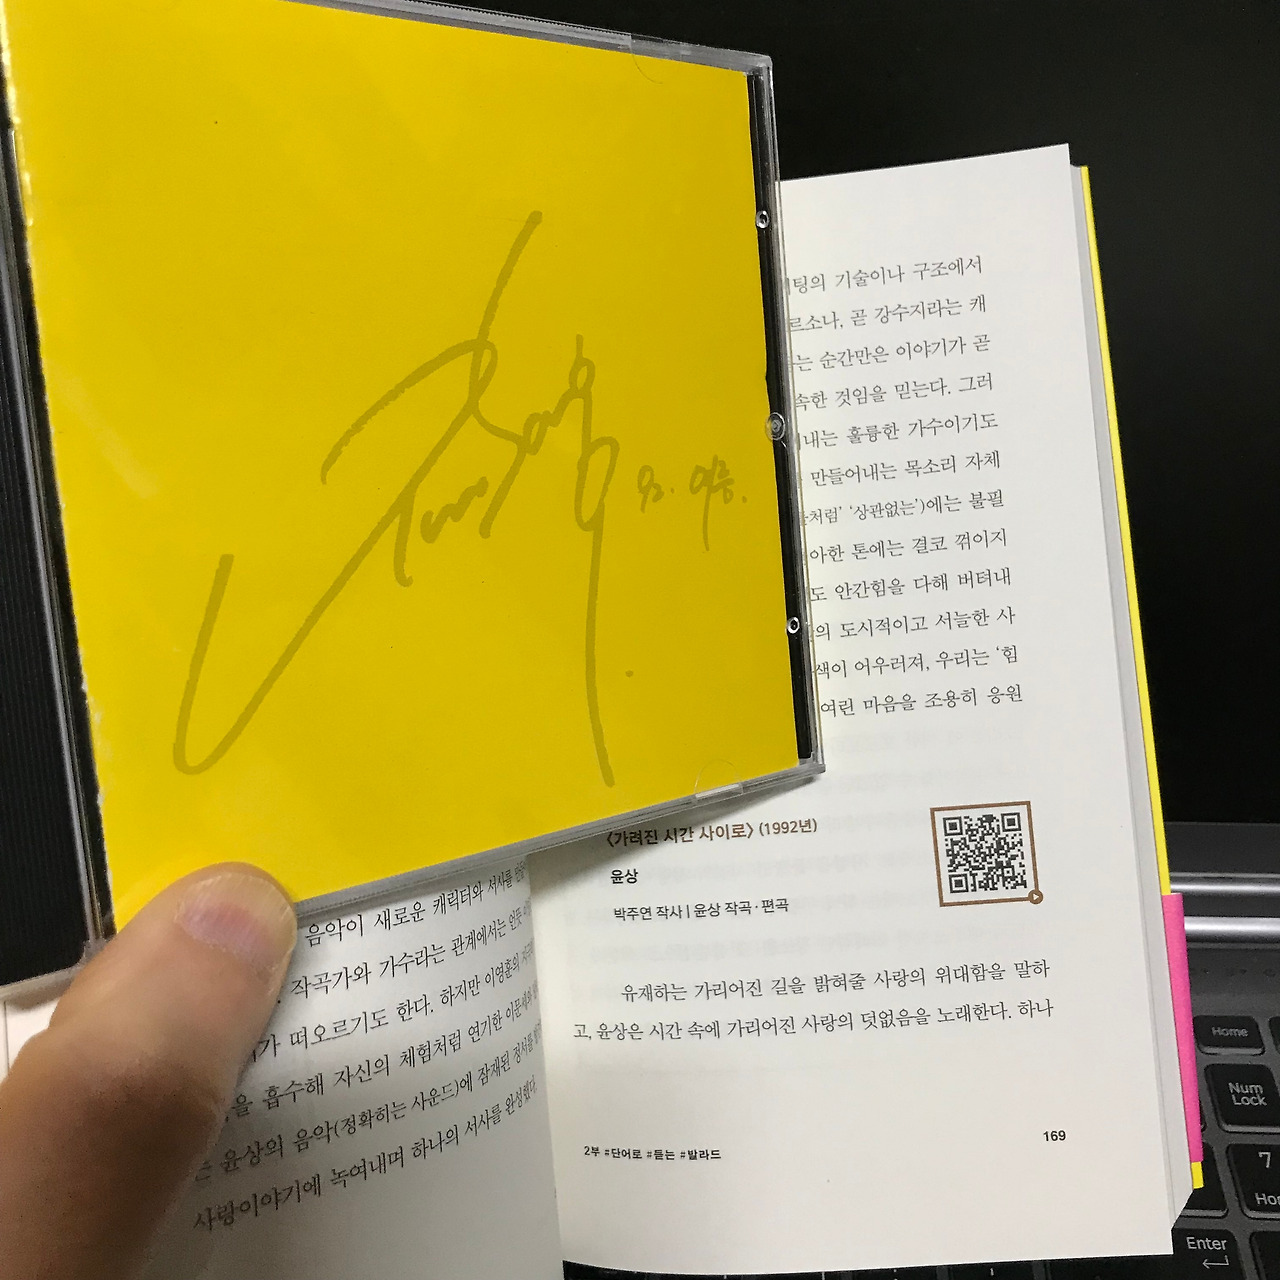 팅의 기술이나 구조에서
르소나, 곧 강수지라는 캐
는 순간만은 이야기가 곧
속한 것임을 믿는다. 그러
내는 훌륭한 가수이기도
만들어내는 목소리 자체
처럼’ ‘상관없는’)에는 불필
아한 톤에는 결코 꺾이지
도 안간힘을 다해 버텨내
의 도시적이고 서늘한 사
색이 어우러져, 우리는 ‘힘
여린 마음을 조용히 응원
〈가려진 시간 사이로〉 (1992년)
윤상
박주연 작사 | 윤상 작곡·편곡
유재하는 가리어진 길을 밝혀줄 사랑의 위대함을 말하
고, 윤상은 시간 속에 가리어진 사랑의 덧없음을 노래한다. 하나
2부 #단어로 #듣는 #발라드
169
음악이 새로운 캐릭터와 서사를
작곡가와 가수라는 관계에서는 언뜻
가 떠오르기도 한다. 하지만 이영훈의
을 흡수해 자신의 체험처럼 연기한 이문세와
윤상의 음악(정확히는 사운드)에 잠재된 정서를
사랑이야기에 녹여내며 하나의 서사를 완성했다.
Home
Num
Lock
7
Enter